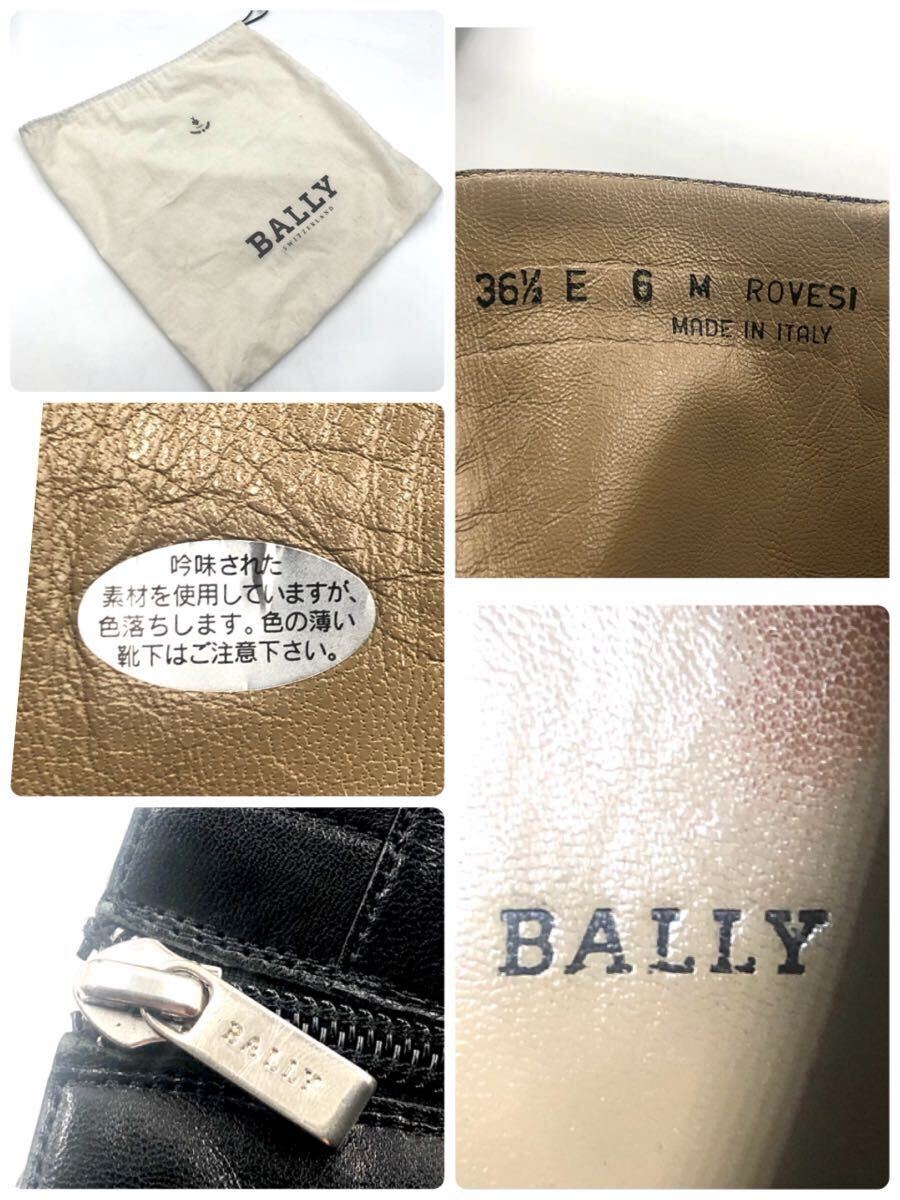 BALLY
SWITZERLAND
36½ E 6 M ROVESI
MADE IN ITALY
吟味された
素材を使用していますが、
色落ちします。色の薄い
靴下はご注意下さい。
BALLY
BALLY